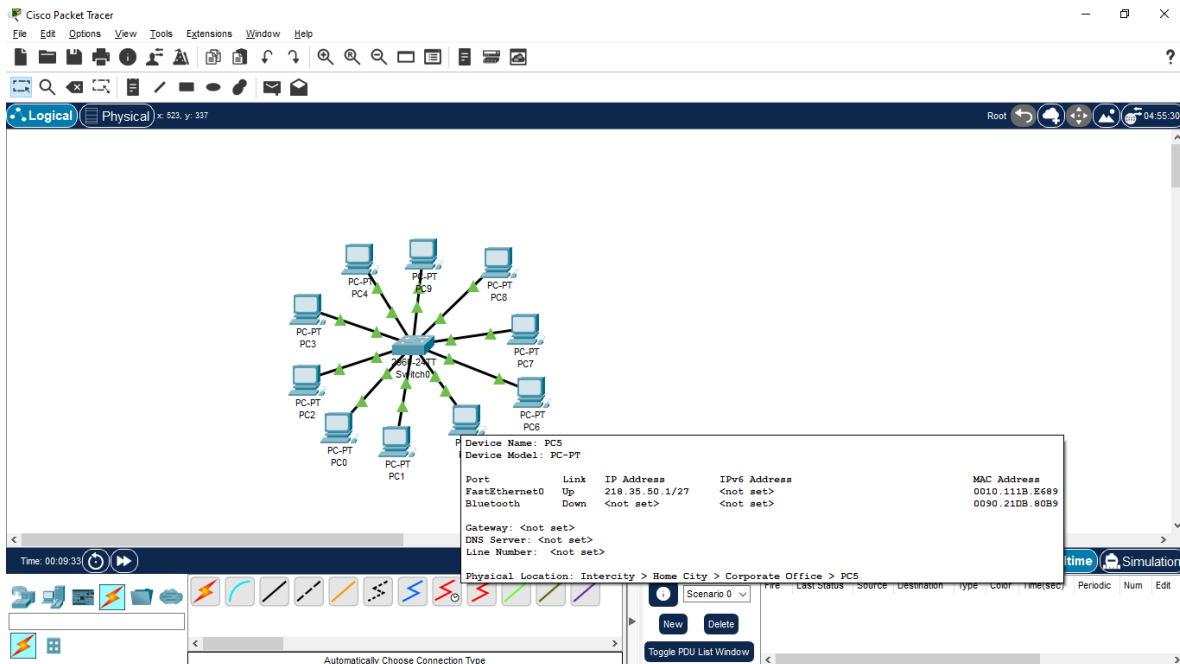 Cisco Packet Tracer
File Edit Options View Tools Extensions Window Help
?
Logical Physical x: 523, y: 337 Root 04:55:30
PC-PT
PC4
PC-PT
PC9
PC-PT
PC8
PC-PT
PC3
PC-PT
PC7
2960-24TT
Switch0
PC-PT
PC2
PC-PT
PC6
PC-PT
PC0
PC-PT
PC1
Device Name: PC5
Device Model: PC-PT
Port Link IP Address IPv6 Address MAC Address
FastEthernet0 Up 218.35.50.1/27 <not set> 0010.111B.E689
Bluetooth Down <not set> <not set> 0090.21DB.80B9
Gateway: <not set>
DNS Server: <not set>
Line Number: <not set>
Physical Location: Intercity > Home City > Corporate Office > PC5
Time: 00:09:33 Simulation
Scenario 0 Fire Last Status Source Destination Type Color Time(sec) Periodic Num Edit
New Delete
Toggle PDU List Window
Automatically Choose Connection Type